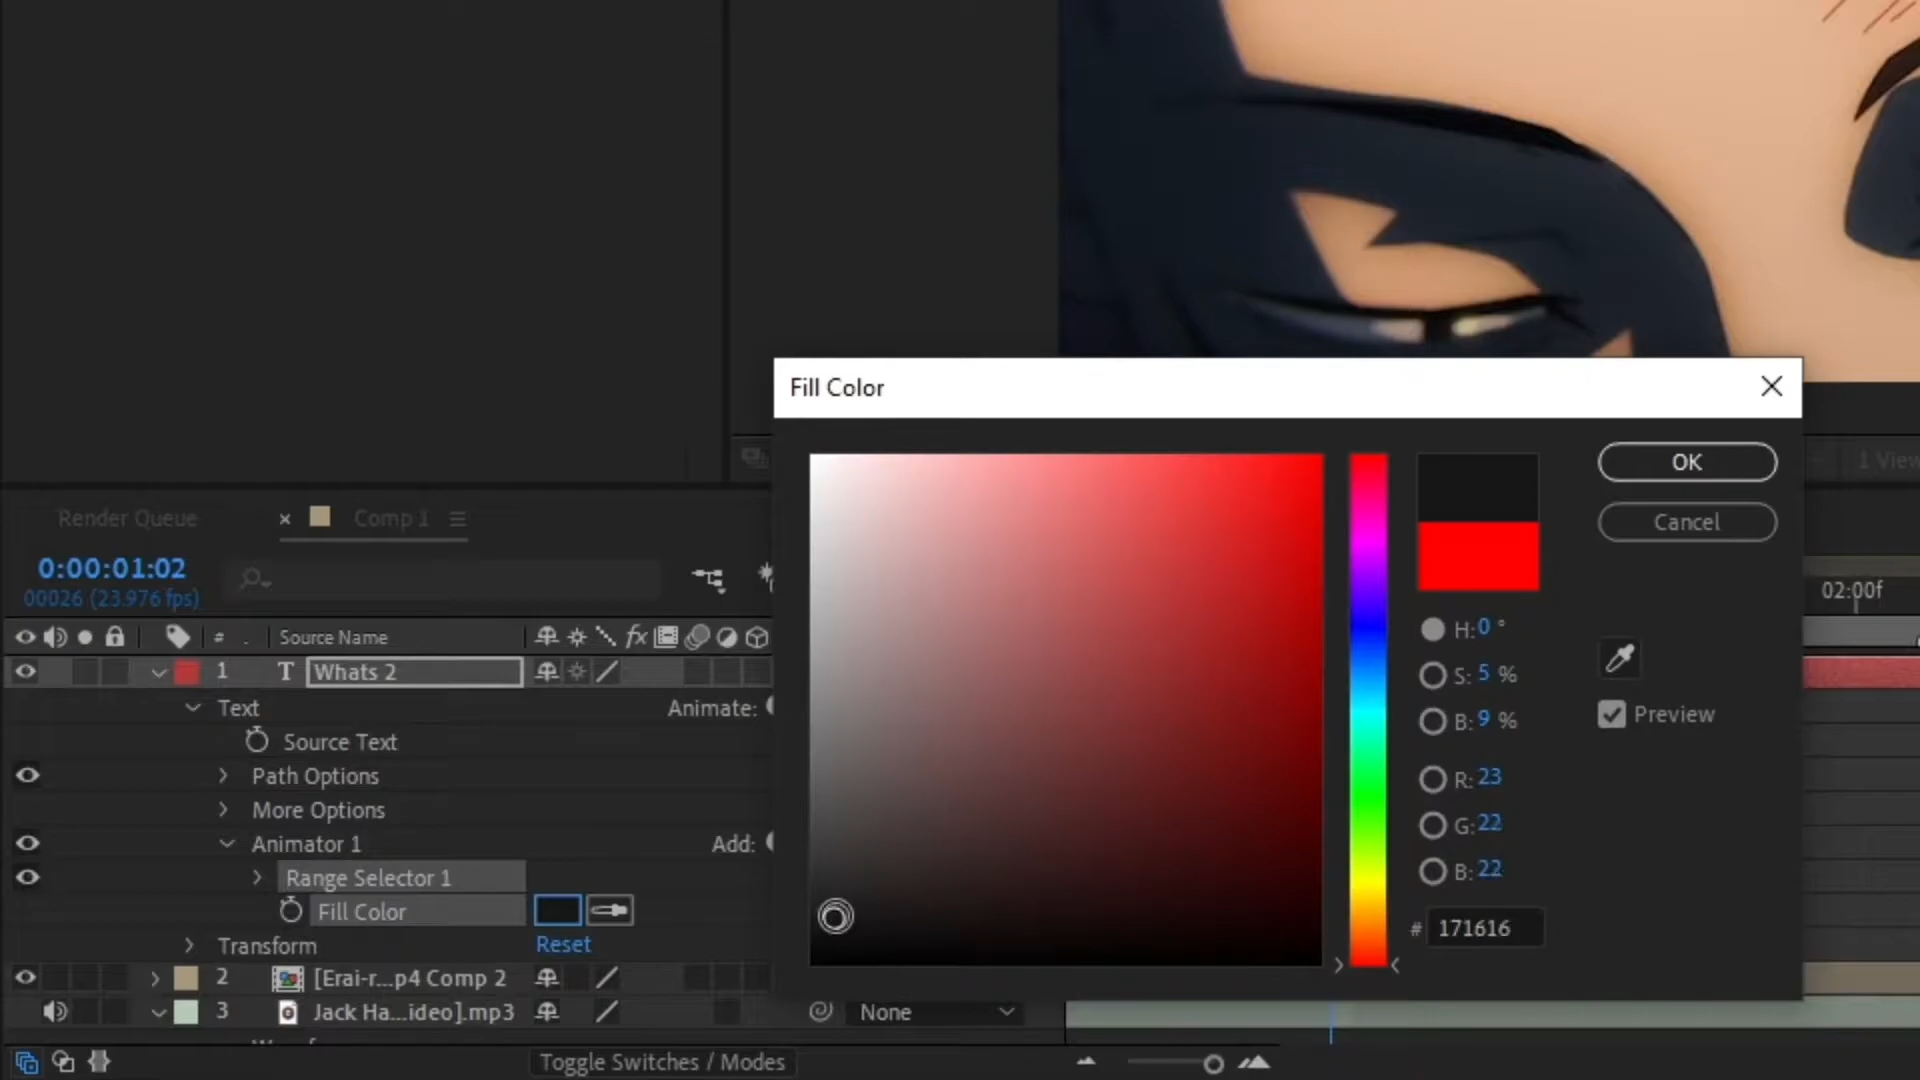 Fill Color
OK
Cancel
1 View
Render Queue
Comp 1
0:00:01:02
00026 (23.976 fps)
02:00f
# . Source Name
fx
1 T Whats 2
Text Animate:
Source Text
Path Options
More Options
Animator 1 Add:
Range Selector 1
Fill Color
Transform Reset
2 [Erai-r...p4 Comp 2
3 Jack Ha...ideo].mp3
None
Toggle Switches / Modes
H: 0 °
S: 5 %
B: 9 %
Preview
R: 23
G: 22
B: 22
# 171616